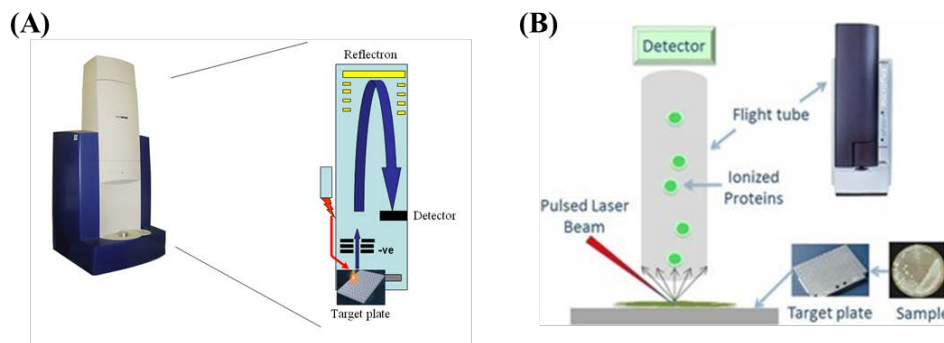 (A)
Reflectron
Detector
-ve
Target plate
(B)
Detector
Flight tube
Ionized
Proteins
Pulsed Laser
Beam
Target plate
Sample